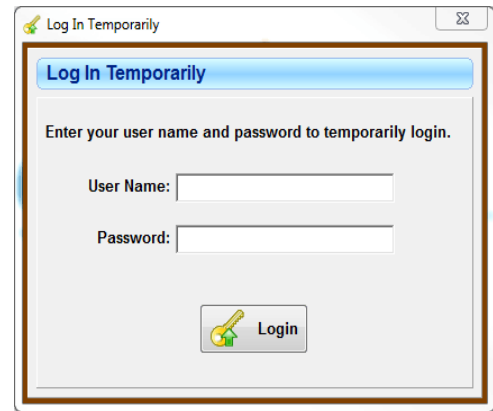 Log In Temporarily
Log In Temporarily
Enter your user name and password to temporarily login.
User Name:
Password:
Login